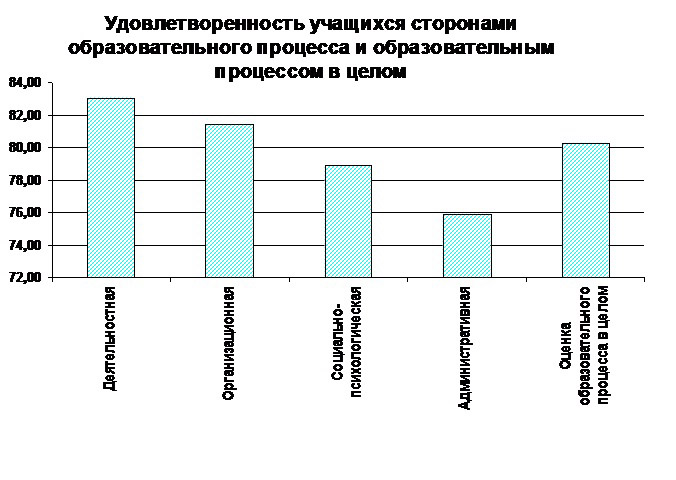 Удовлетворенность учащихся сторонами
образовательного процесса и образовательным
процессом в целом
84,00
82,00
80,00
78,00
76,00
74,00
72,00
Деятельностная
Организационная
Социально-
психологическая
Административная
Оценка
образовательного
процесса в целом